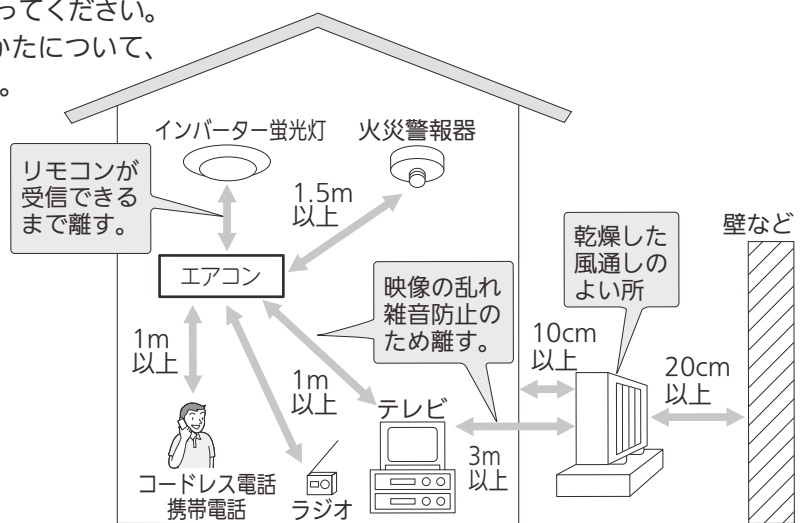 ってください。
かたについて、
。
インバーター蛍光灯
火災警報器
リモコンが
受信できる
まで離す。
1.5m
以上
壁など
乾燥した
風通しの
よい所
エアコン
映像の乱れ
雑音防止の
ため離す。
1m
以上
10cm
以上
20cm
以上
1m
以上
テレビ
3m
以上
コードレス電話
携帯電話
ラジオ